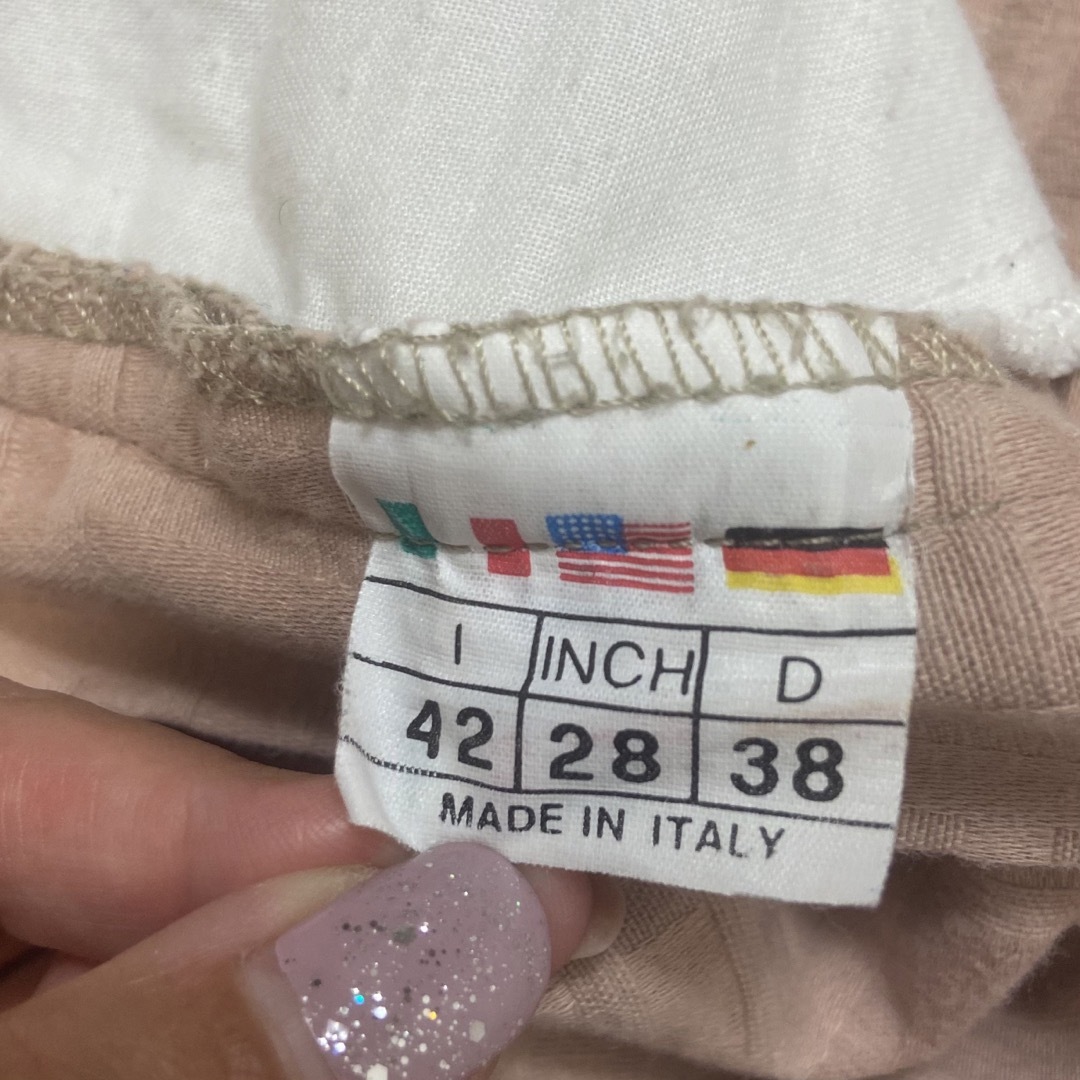 I INCH D
42 28 38
MADE IN ITALY